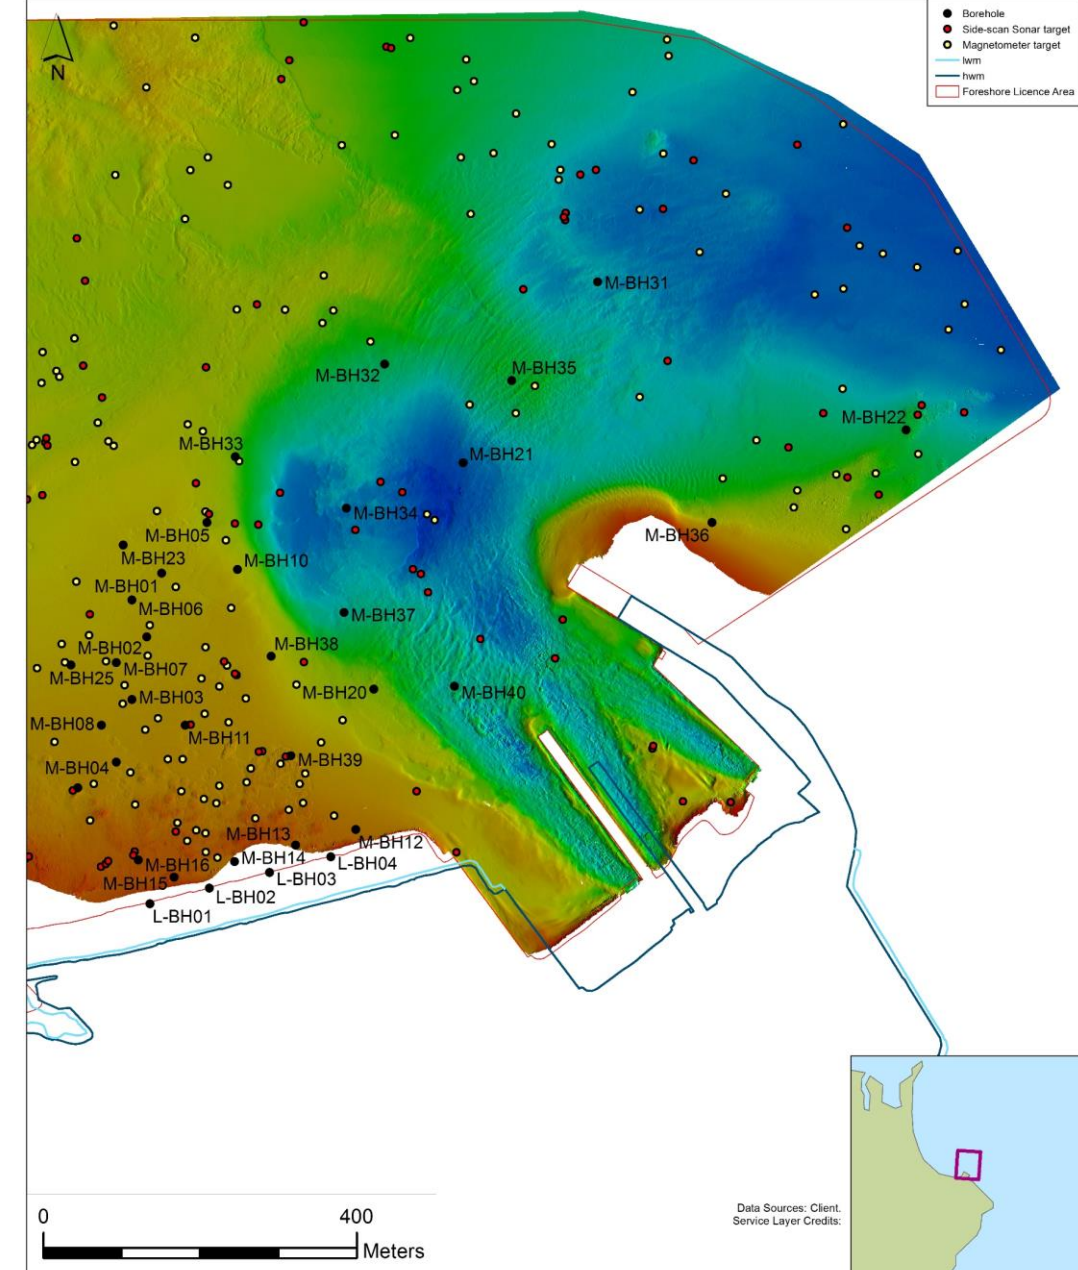 Borehole
Side-scan Sonar target
Magnetometer target
lwm
hwm
Foreshore Licence Area
N
M-BH31
M-BH32
M-BH35
M-BH22
M-BH33
M-BH21
M-BH34
M-BH36
M-BH05
M-BH23
M-BH10
M-BH01
M-BH06
M-BH37
M-BH02
M-BH38
M-BH07
M-BH25
M-BH20
M-BH40
M-BH03
M-BH08
M-BH11
M-BH39
M-BH04
M-BH13
M-BH12
M-BH16
M-BH14
L-BH04
M-BH15
L-BH03
L-BH02
L-BH01
0 400
Meters
Data Sources: Client.
Service Layer Credits: